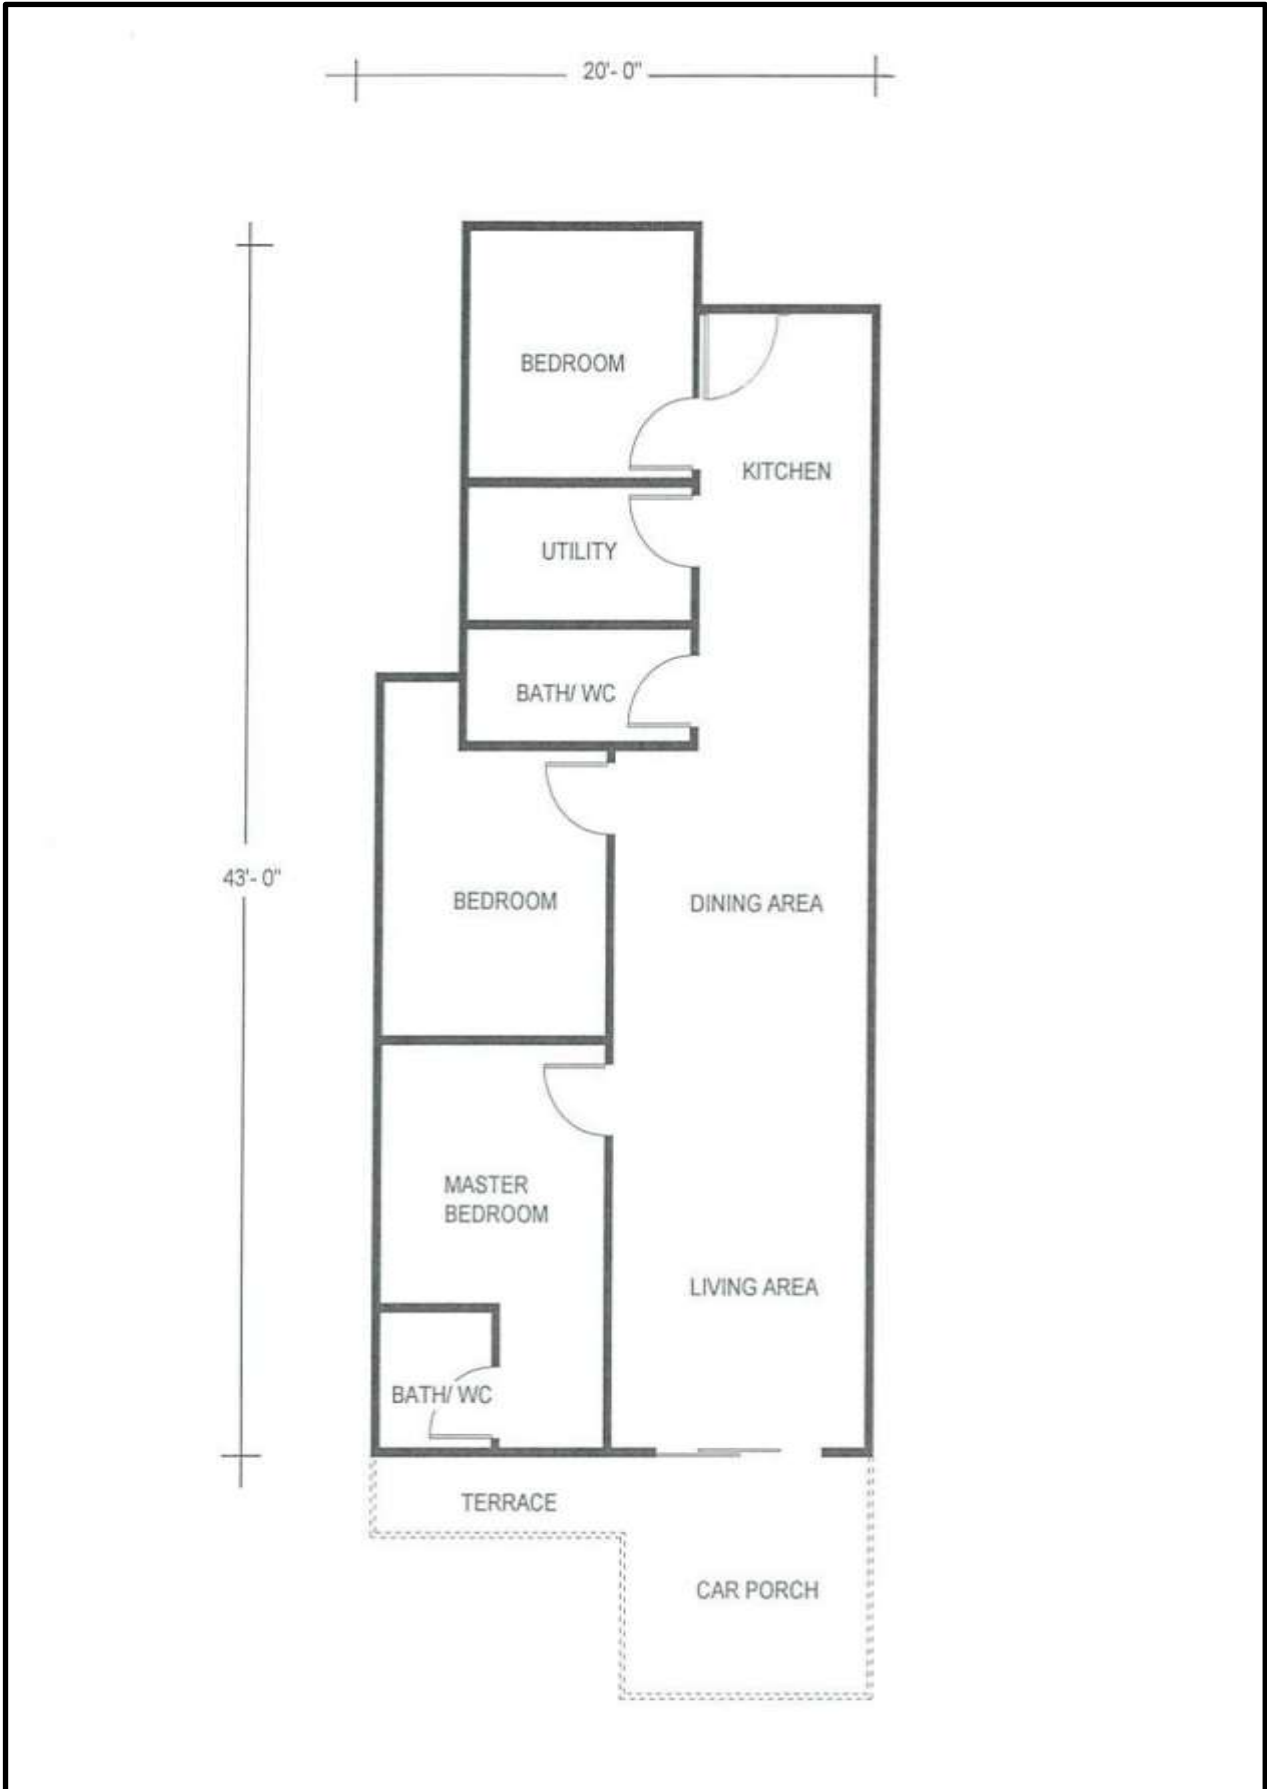 20'- 0"
BEDROOM
KITCHEN
UTILITY
BATH/ WC
43'- 0"
BEDROOM
DINING AREA
MASTER
BEDROOM
LIVING AREA
BATH/ WC
TERRACE
CAR PORCH